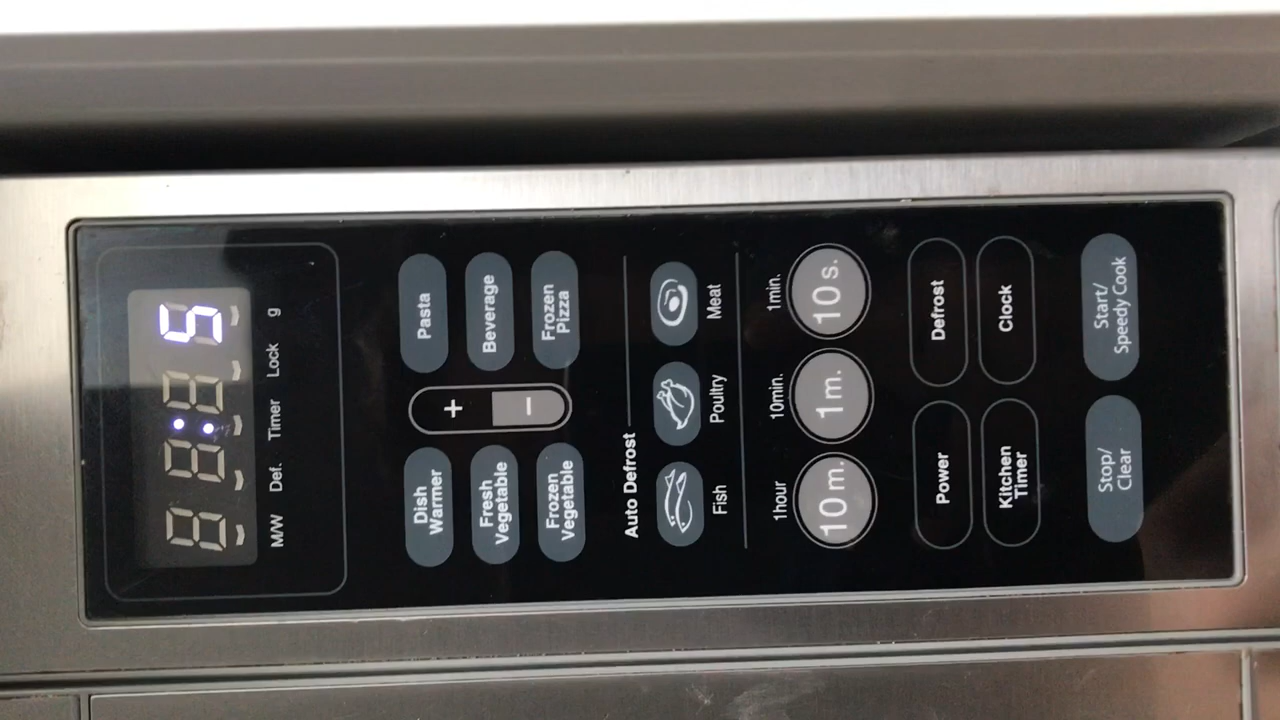 :5
M/W Def. Timer Lock g
Dish Warmer
+
Pasta
Fresh Vegetable
Beverage
Frozen Vegetable
−
Frozen Pizza
Auto Defrost
Fish Poultry Meat
1hour 10min. 1min.
10 m. 1 m. 10 s.
Power Defrost
Kitchen Timer
Clock
Stop/ Clear
Start/ Speedy Cook